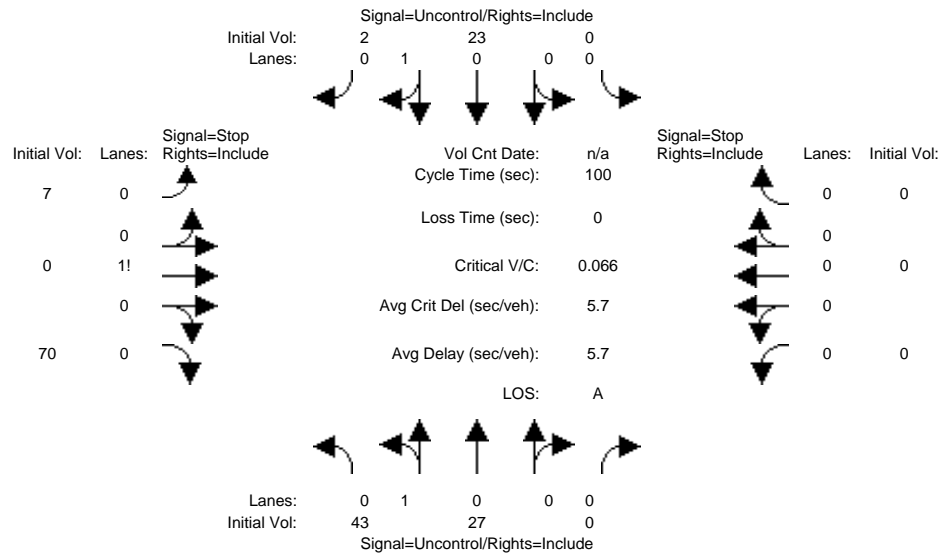 Signal=Uncontrol/Rights=Include
Initial Vol: 2 23 0
Lanes: 0 1 0 0 0
Signal=Stop Signal=Stop
Initial Vol: Lanes: Rights=Include Vol Cnt Date: n/a Rights=Include Lanes: Initial Vol:
Cycle Time (sec): 100
7 0 0 0
Loss Time (sec): 0
0 0
0 1! Critical V/C: 0.066 0 0
0 Avg Crit Del (sec/veh): 5.7 0
70 0 Avg Delay (sec/veh): 5.7 0 0
LOS: A
Lanes: 0 1 0 0 0
Initial Vol: 43 27 0
Signal=Uncontrol/Rights=Include